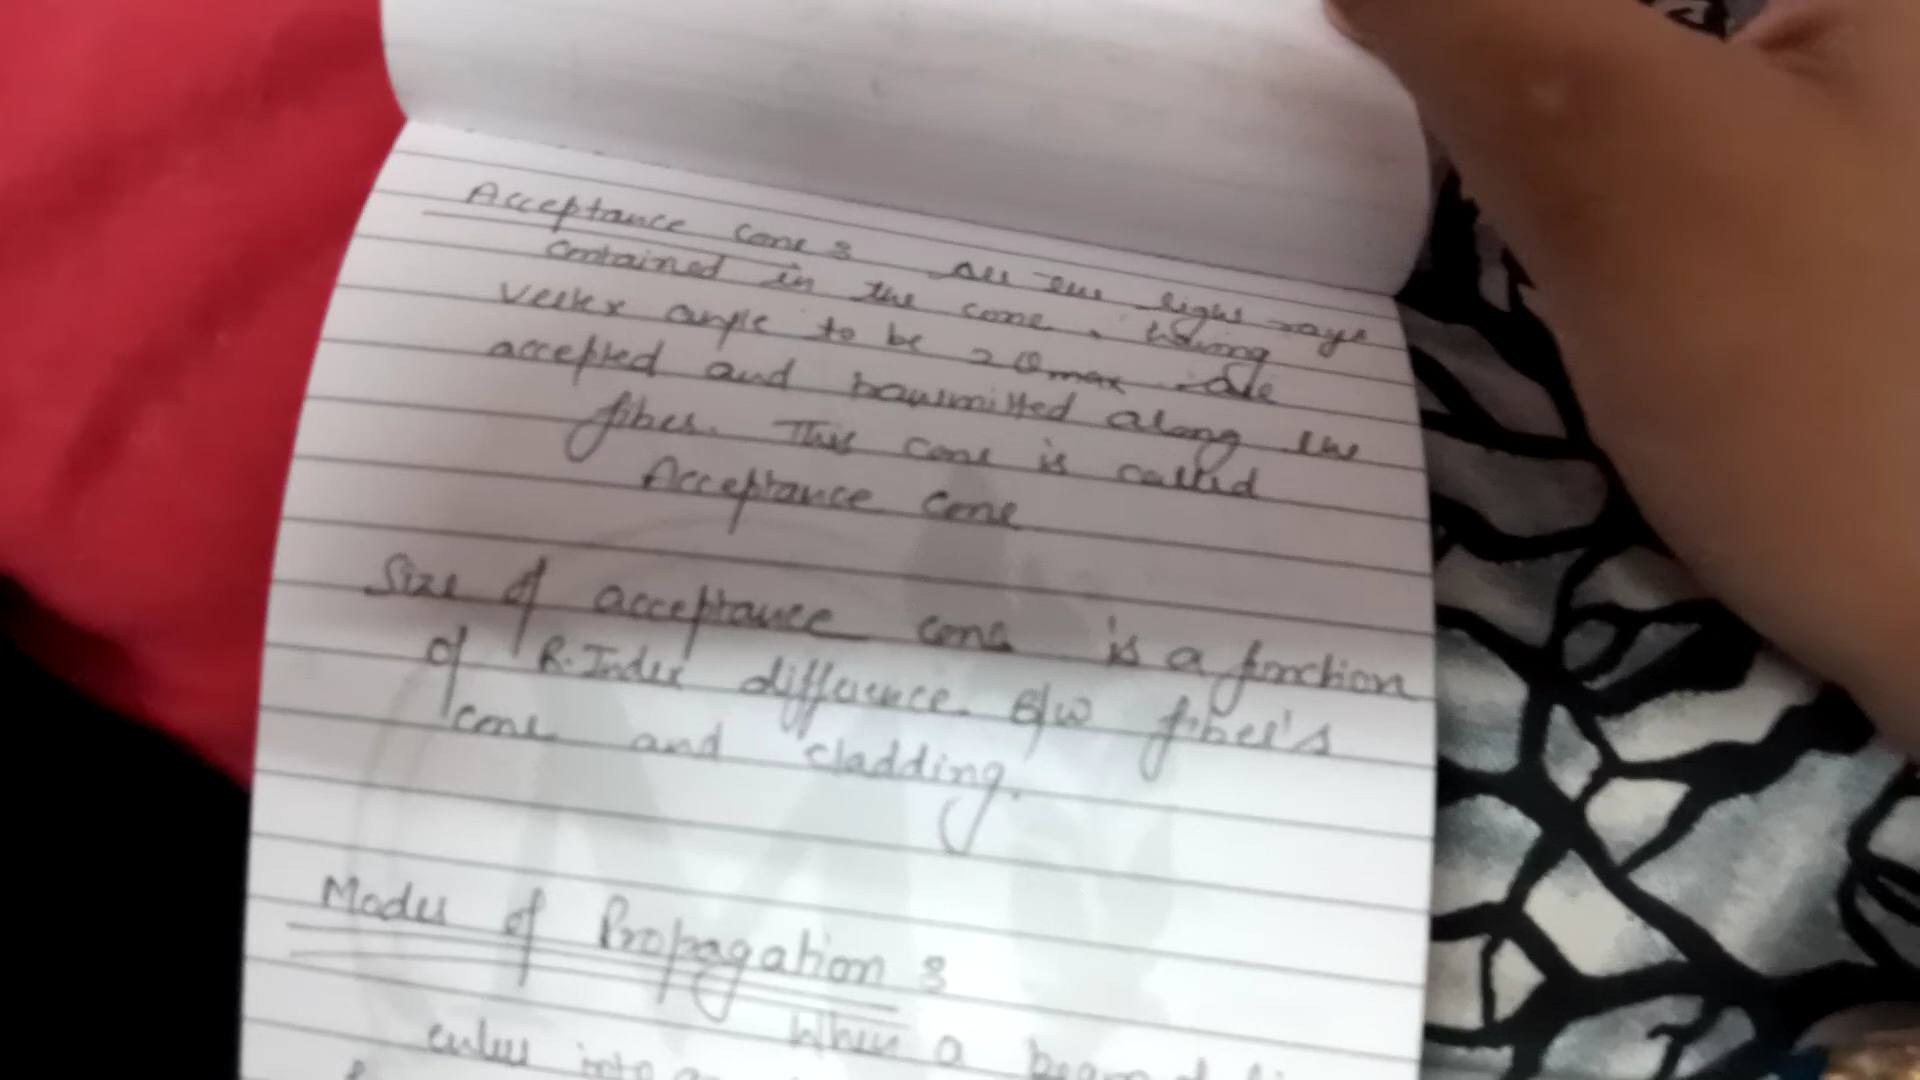 Acceptance Cone : All the light rays
contained in the cone, having
vertex angle to be 2θmax are
accepted and transmitted along the
fiber. This cone is called
Acceptance Cone
Size of acceptance cone is a function
of R.Index difference B/w fiber's
core and cladding.
Modes of Propagation :
When a beam of
enters into